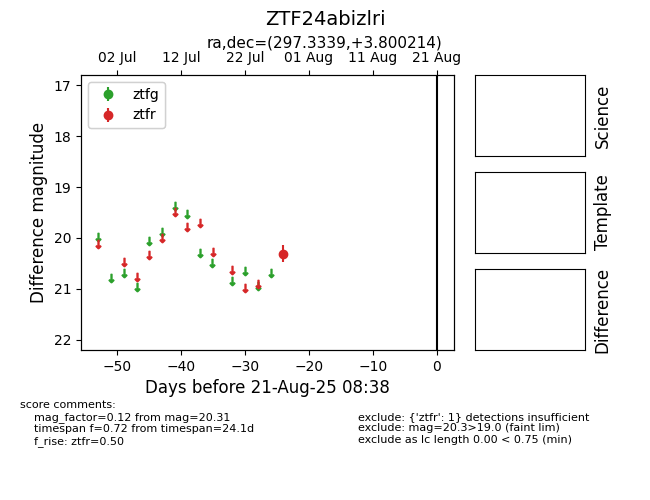 ZTF24abizlri
ra,dec=(297.3339,+3.800214)
02 Jul 12 Jul 22 Jul 01 Aug 11 Aug 21 Aug
ztfg
ztfr
17
18
19
20
21
22
Difference magnitude
−50 −40 −30 −20 −10 0
Days before 21-Aug-25 08:38
Science
Template
Difference
score comments:
mag_factor=0.12 from mag=20.31
timespan f=0.72 from timespan=24.1d
f_rise: ztfr=0.50
exclude: {'ztfr': 1} detections insufficient
exclude: mag=20.3>19.0 (faint lim)
exclude as lc length 0.00 < 0.75 (min)